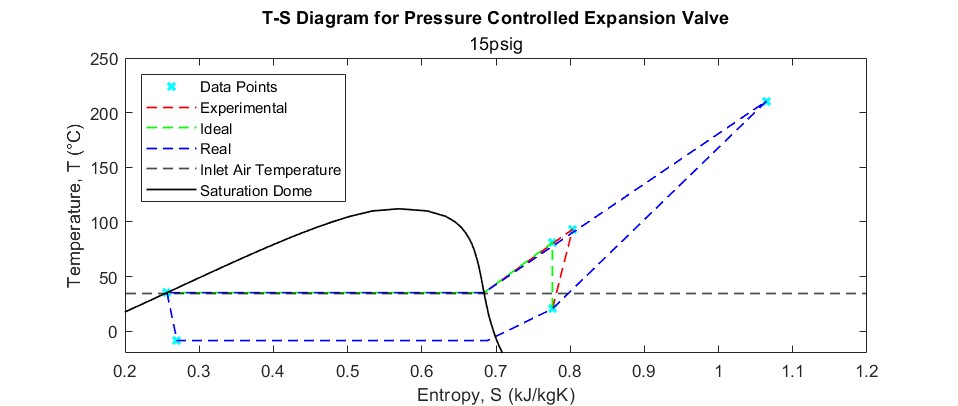 T-S Diagram for Pressure Controlled Expansion Valve
15psig
250
200
150
100
50
0
Temperature, T (°C)
Data Points
Experimental
Ideal
Real
Inlet Air Temperature
Saturation Dome
0.2 0.3 0.4 0.5 0.6 0.7 0.8 0.9 1 1.1 1.2
Entropy, S (kJ/kgK)